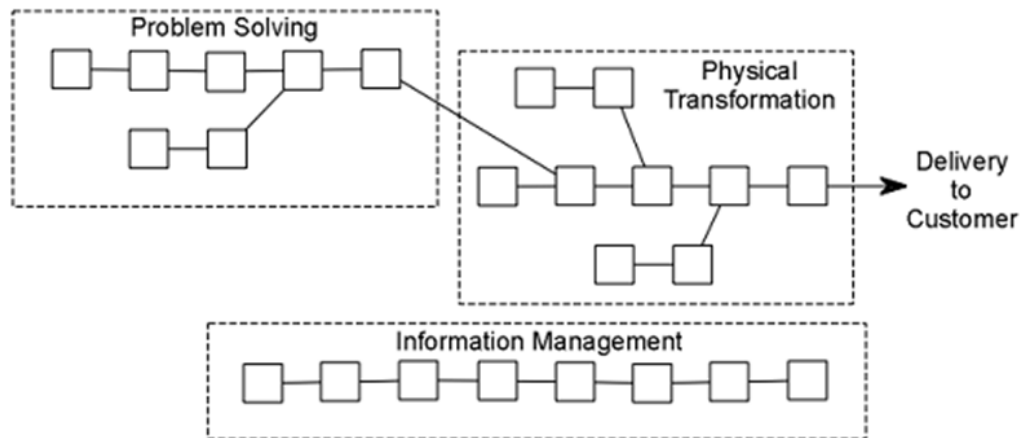 Problem Solving
Physical
Transformation
Delivery
to
Customer
Information Management